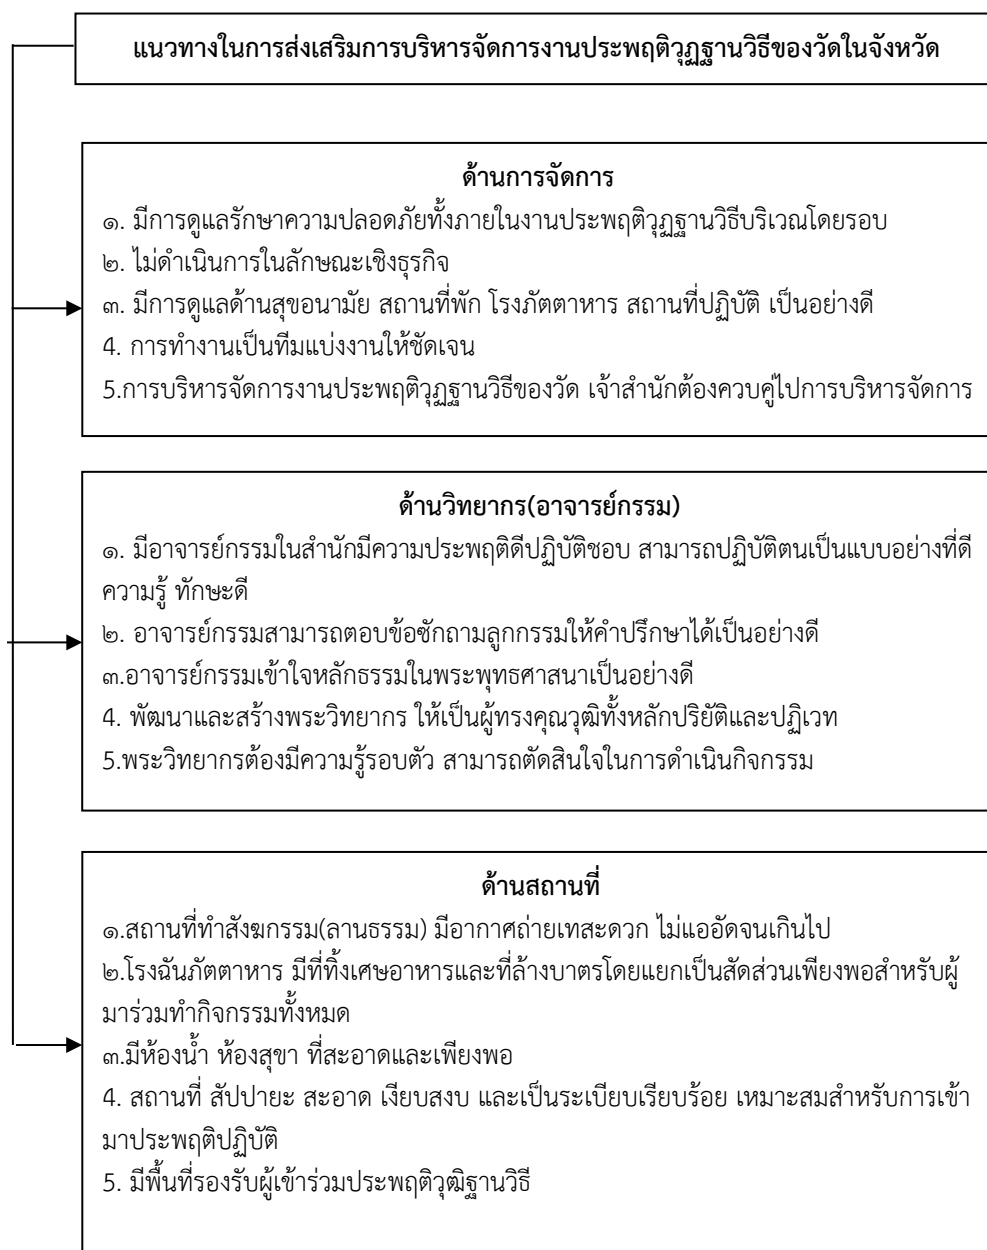 แนวทางในการส่งเสริมการบริหารจัดการงานประพฤติวุฏฐานวิธีของวัดในจังหวัด
ด้านการจัดการ
๑. มีการดูแลรักษาความปลอดภัยทั้งภายในงานประพฤติวุฏฐานวิธีบริเวณโดยรอบ
๒. ไม่ดำเนินการในลักษณะเชิงธุรกิจ
๓. มีการดูแลด้านสุขอนามัย สถานที่พัก โรงภัตตาหาร สถานที่ปฏิบัติ เป็นอย่างดี
4. การทำงานเป็นทีมแบ่งงานให้ชัดเจน
5.การบริหารจัดการงานประพฤติวุฏฐานวิธีของวัด เจ้าสำนักต้องควบคู่ไปการบริหารจัดการ
ด้านวิทยากร(อาจารย์กรรม)
๑. มีอาจารย์กรรมในสำนักมีความประพฤติดีปฏิบัติชอบ สามารถปฏิบัติตนเป็นแบบอย่างที่ดี
ความรู้ ทักษะดี
๒. อาจารย์กรรมสามารถตอบข้อซักถามลูกกรรมให้คำปรึกษาได้เป็นอย่างดี
๓.อาจารย์กรรมเข้าใจหลักธรรมในพระพุทธศาสนาเป็นอย่างดี
4. พัฒนาและสร้างพระวิทยากร ให้เป็นผู้ทรงคุณวุฒิทั้งหลักปริยัติและปฏิเวท
5.พระวิทยากรต้องมีความรู้รอบตัว สามารถตัดสินใจในการดำเนินกิจกรรม
ด้านสถานที่
๑.สถานที่ทำสังฆกรรม(ลานธรรม) มีอากาศถ่ายเทสะดวก ไม่แออัดจนเกินไป
๒.โรงฉันภัตตาหาร มีที่ทิ้งเศษอาหารและที่ล้างบาตรโดยแยกเป็นสัดส่วนเพียงพอสำหรับผู้
มาร่วมทำกิจกรรมทั้งหมด
๓.มีห้องน้ำ ห้องสุขา ที่สะอาดและเพียงพอ
4. สถานที่ สัปปายะ สะอาด เงียบสงบ และเป็นระเบียบเรียบร้อย เหมาะสมสำหรับการเข้า
มาประพฤติปฏิบัติ
5. มีพื้นที่รองรับผู้เข้าร่วมประพฤติวุฒิฐานวิธี